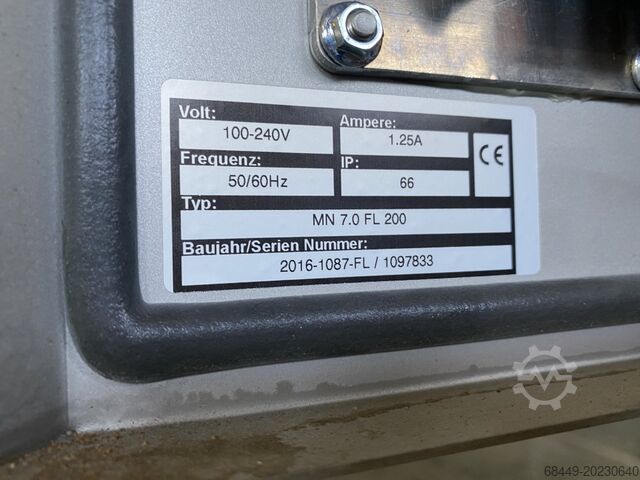 Volt: Ampere:
100-240V 1.25A
CE
Frequenz: IP:
50/60Hz 66
Typ:
MN 7.0 FL 200
Baujahr/Serien Nummer:
2016-1087-FL / 1097833
68449-20230640